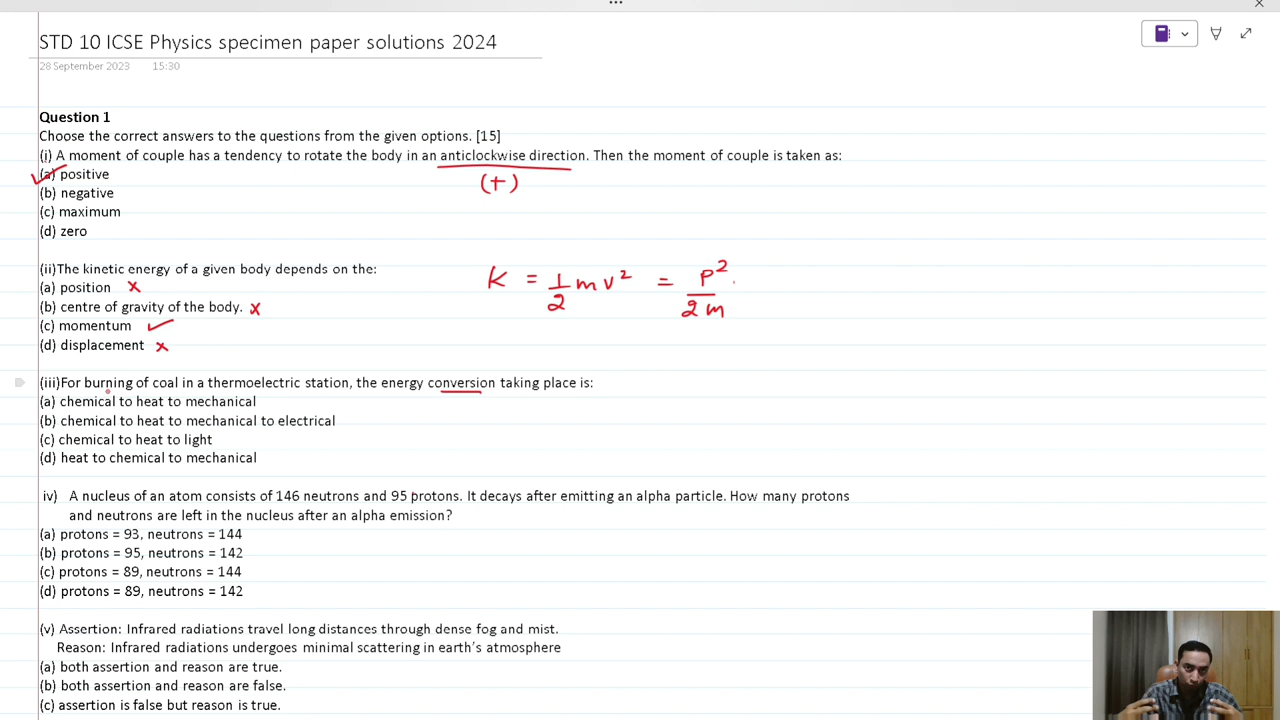 STD 10 ICSE Physics specimen paper solutions 2024
28 September 2023 15:30
Question 1
Choose the correct answers to the questions from the given options. [15]
(i) A moment of couple has a tendency to rotate the body in an anticlockwise direction. Then the moment of couple is taken as:
(a) positive
(+)
(b) negative
(c) maximum
(d) zero
(ii)The kinetic energy of a given body depends on the:
K = 1/2 mv² = P²/2m
(a) position x
(b) centre of gravity of the body. x
(c) momentum ✓
(d) displacement x
(iii)For burning of coal in a thermoelectric station, the energy conversion taking place is:
(a) chemical to heat to mechanical
(b) chemical to heat to mechanical to electrical
(c) chemical to heat to light
(d) heat to chemical to mechanical
iv) A nucleus of an atom consists of 146 neutrons and 95 protons. It decays after emitting an alpha particle. How many protons
and neutrons are left in the nucleus after an alpha emission?
(a) protons = 93, neutrons = 144
(b) protons = 95, neutrons = 142
(c) protons = 89, neutrons = 144
(d) protons = 89, neutrons = 142
(v) Assertion: Infrared radiations travel long distances through dense fog and mist.
Reason: Infrared radiations undergoes minimal scattering in earth's atmosphere
(a) both assertion and reason are true.
(b) both assertion and reason are false.
(c) assertion is false but reason is true.